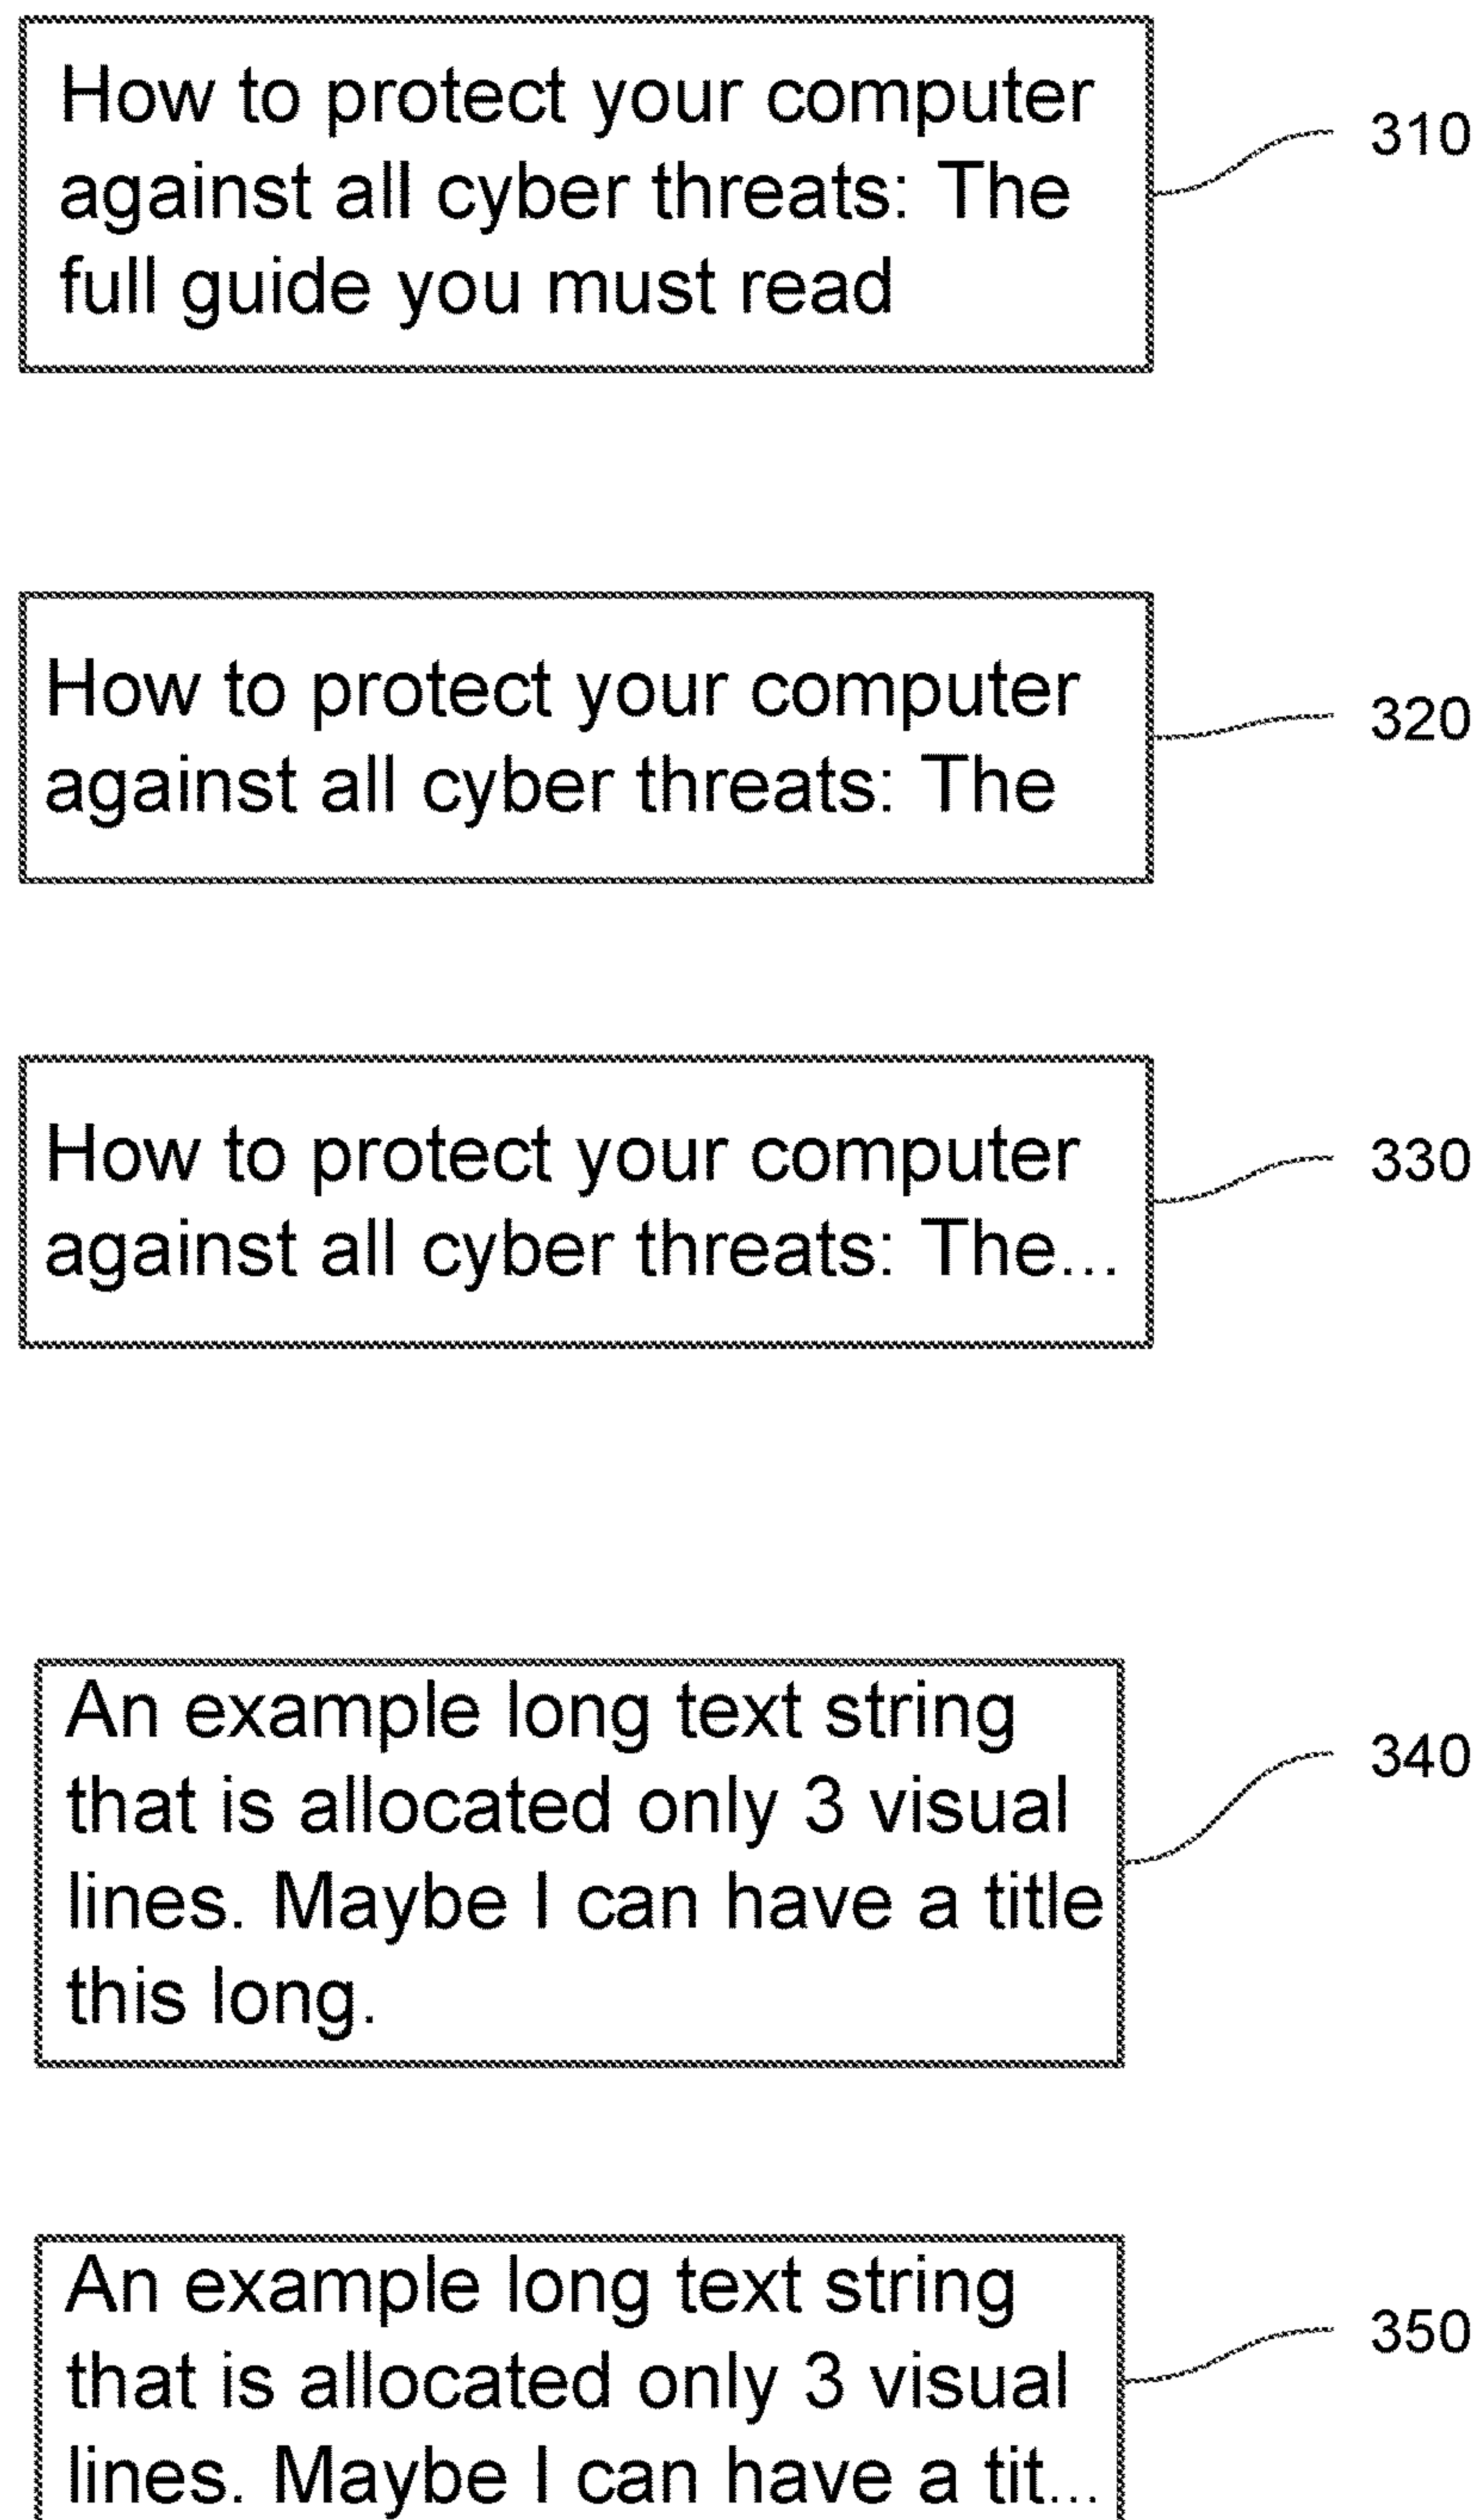 How to protect your computer
against all cyber threats: The
full guide you must read
310
How to protect your computer
against all cyber threats: The
320
How to protect your computer
against all cyber threats: The...
330
An example long text string
that is allocated only 3 visual
lines. Maybe I can have a title
this long.
340
An example long text string
that is allocated only 3 visual
lines. Maybe I can have a tit...
350